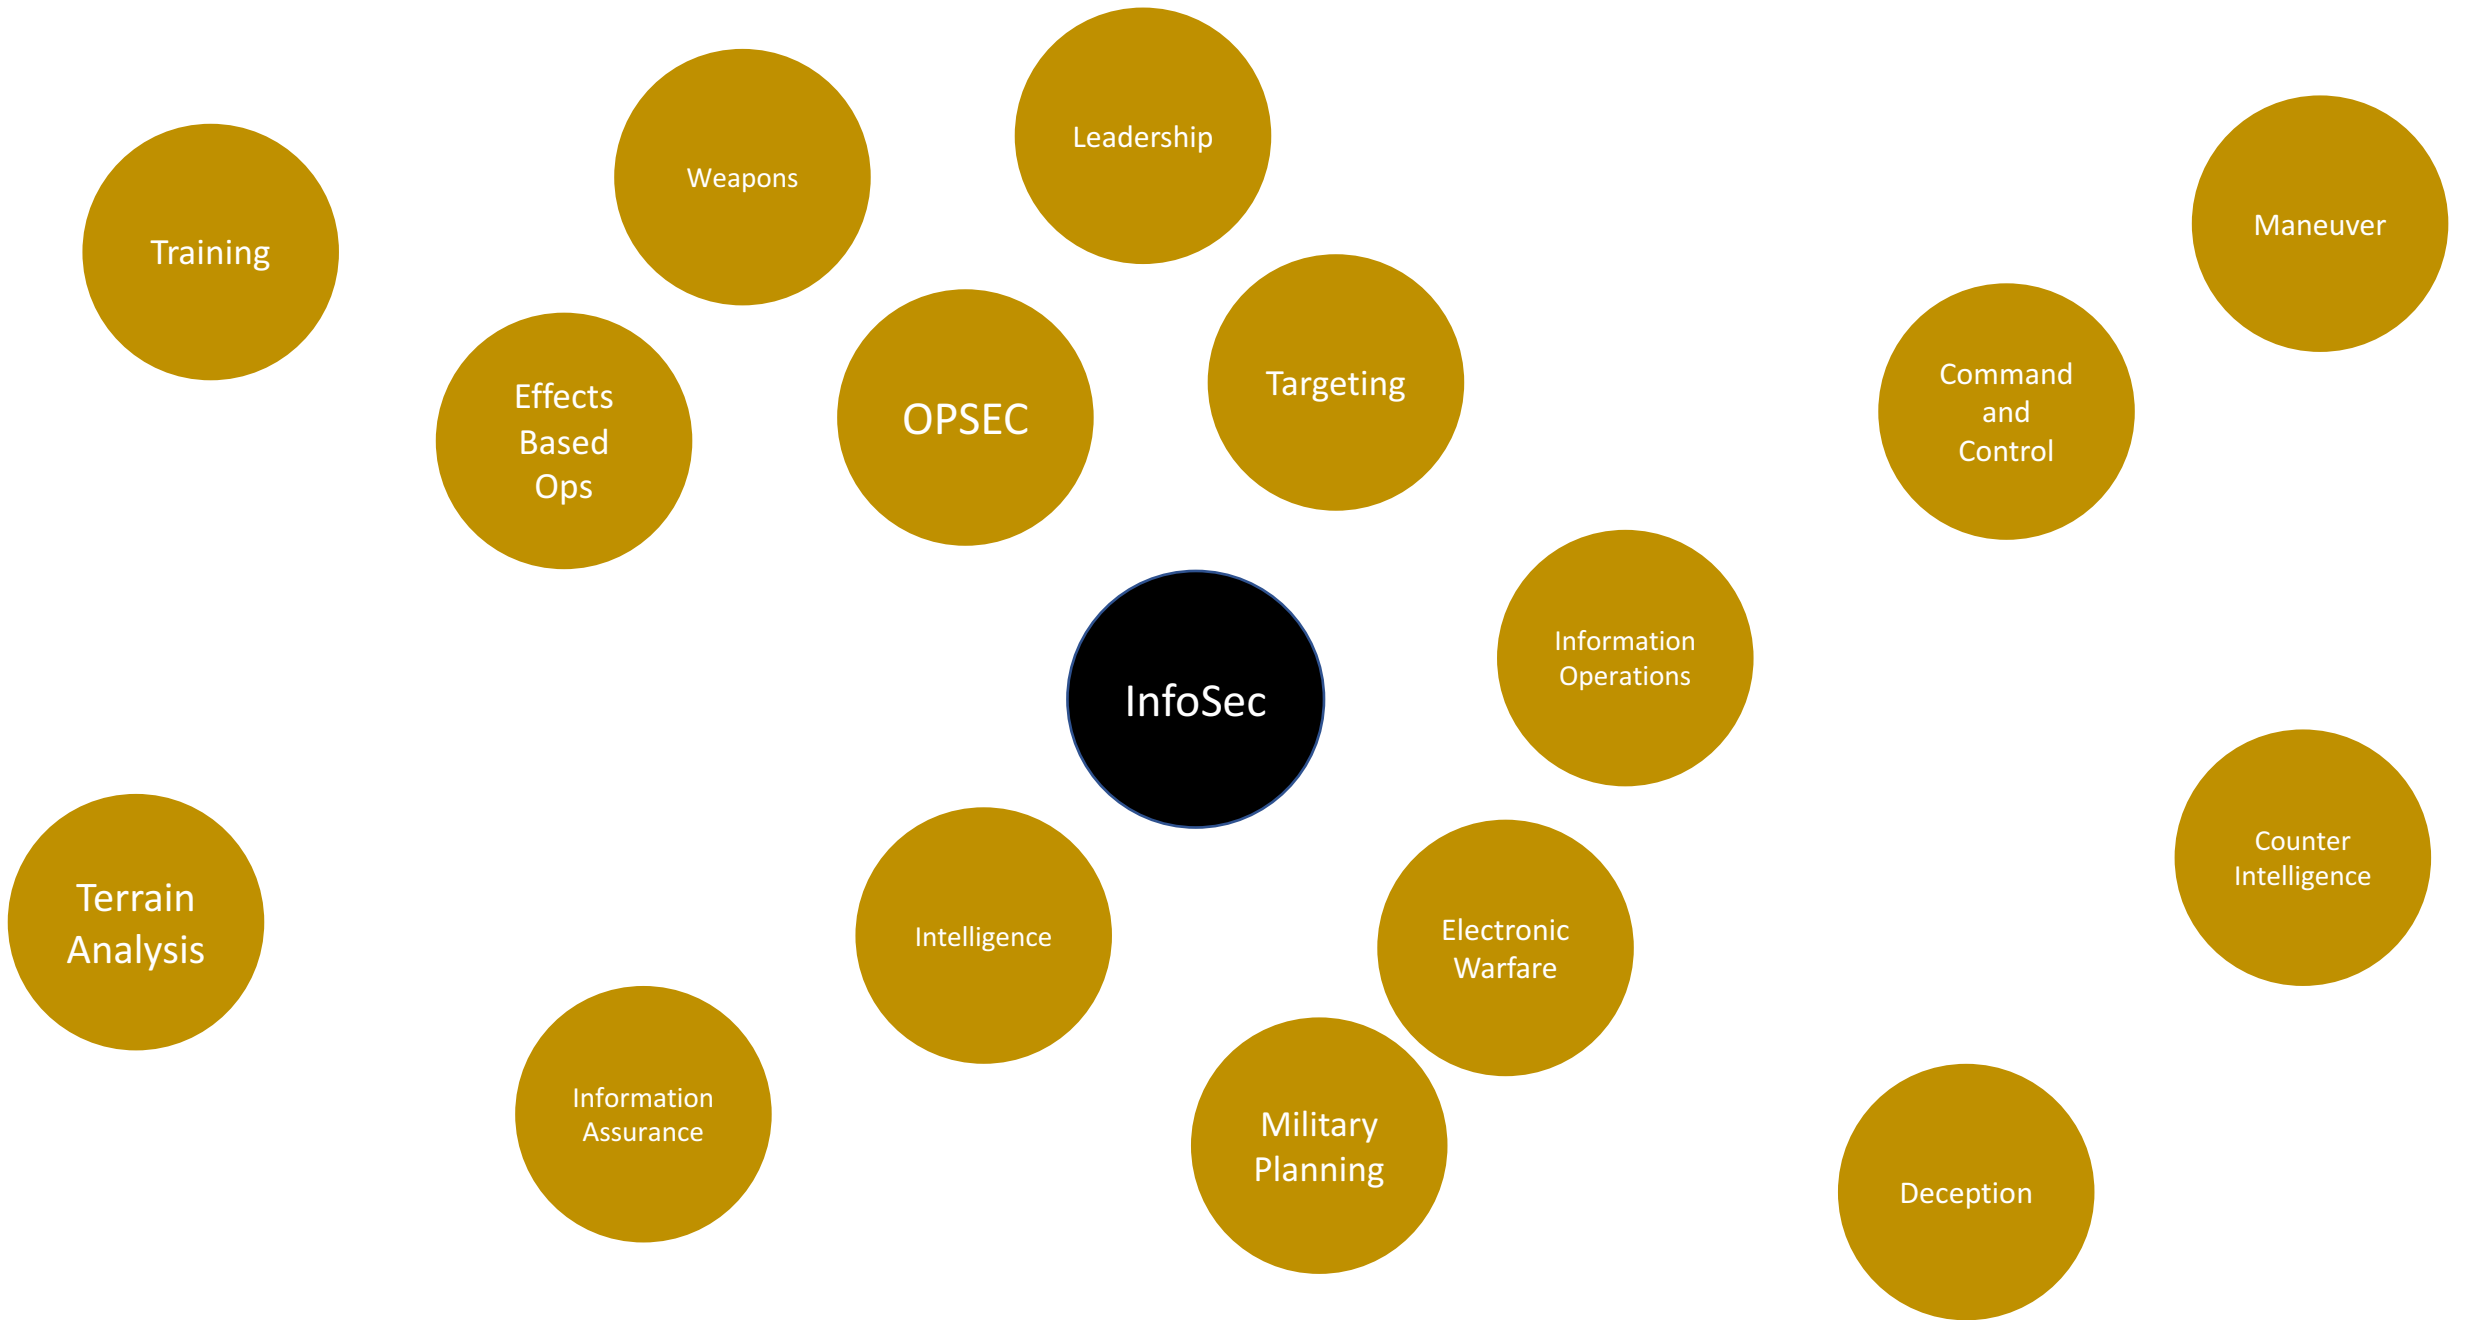 Leadership
Weapons
Maneuver
Training
Targeting
Command
and
Control
Effects
Based
Ops
OPSEC
Information
Operations
InfoSec
Counter
Intelligence
Terrain
Analysis
Intelligence
Electronic
Warfare
Information
Assurance
Military
Planning
Deception